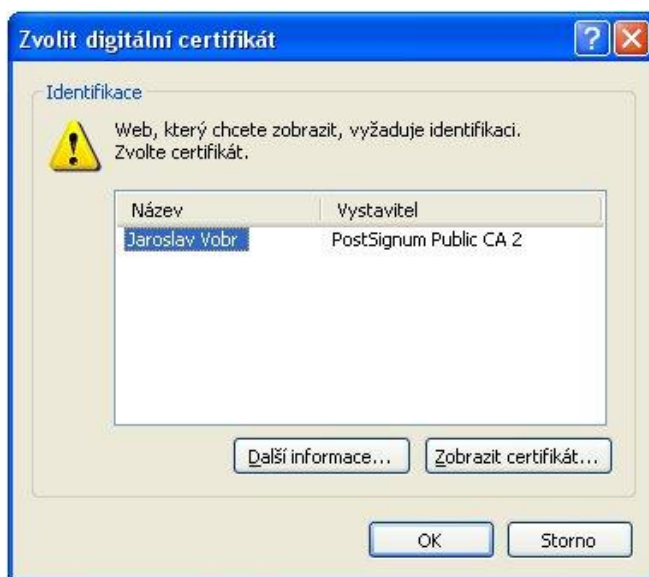 Zvolit digitální certifikát
Identifikace
Web, který chcete zobrazit, vyžaduje identifikaci.
Zvolte certifikát.
Název Vystavitel
Jaroslav Vobr PostSignum Public CA 2
Další informace... Zobrazit certifikát...
OK Storno